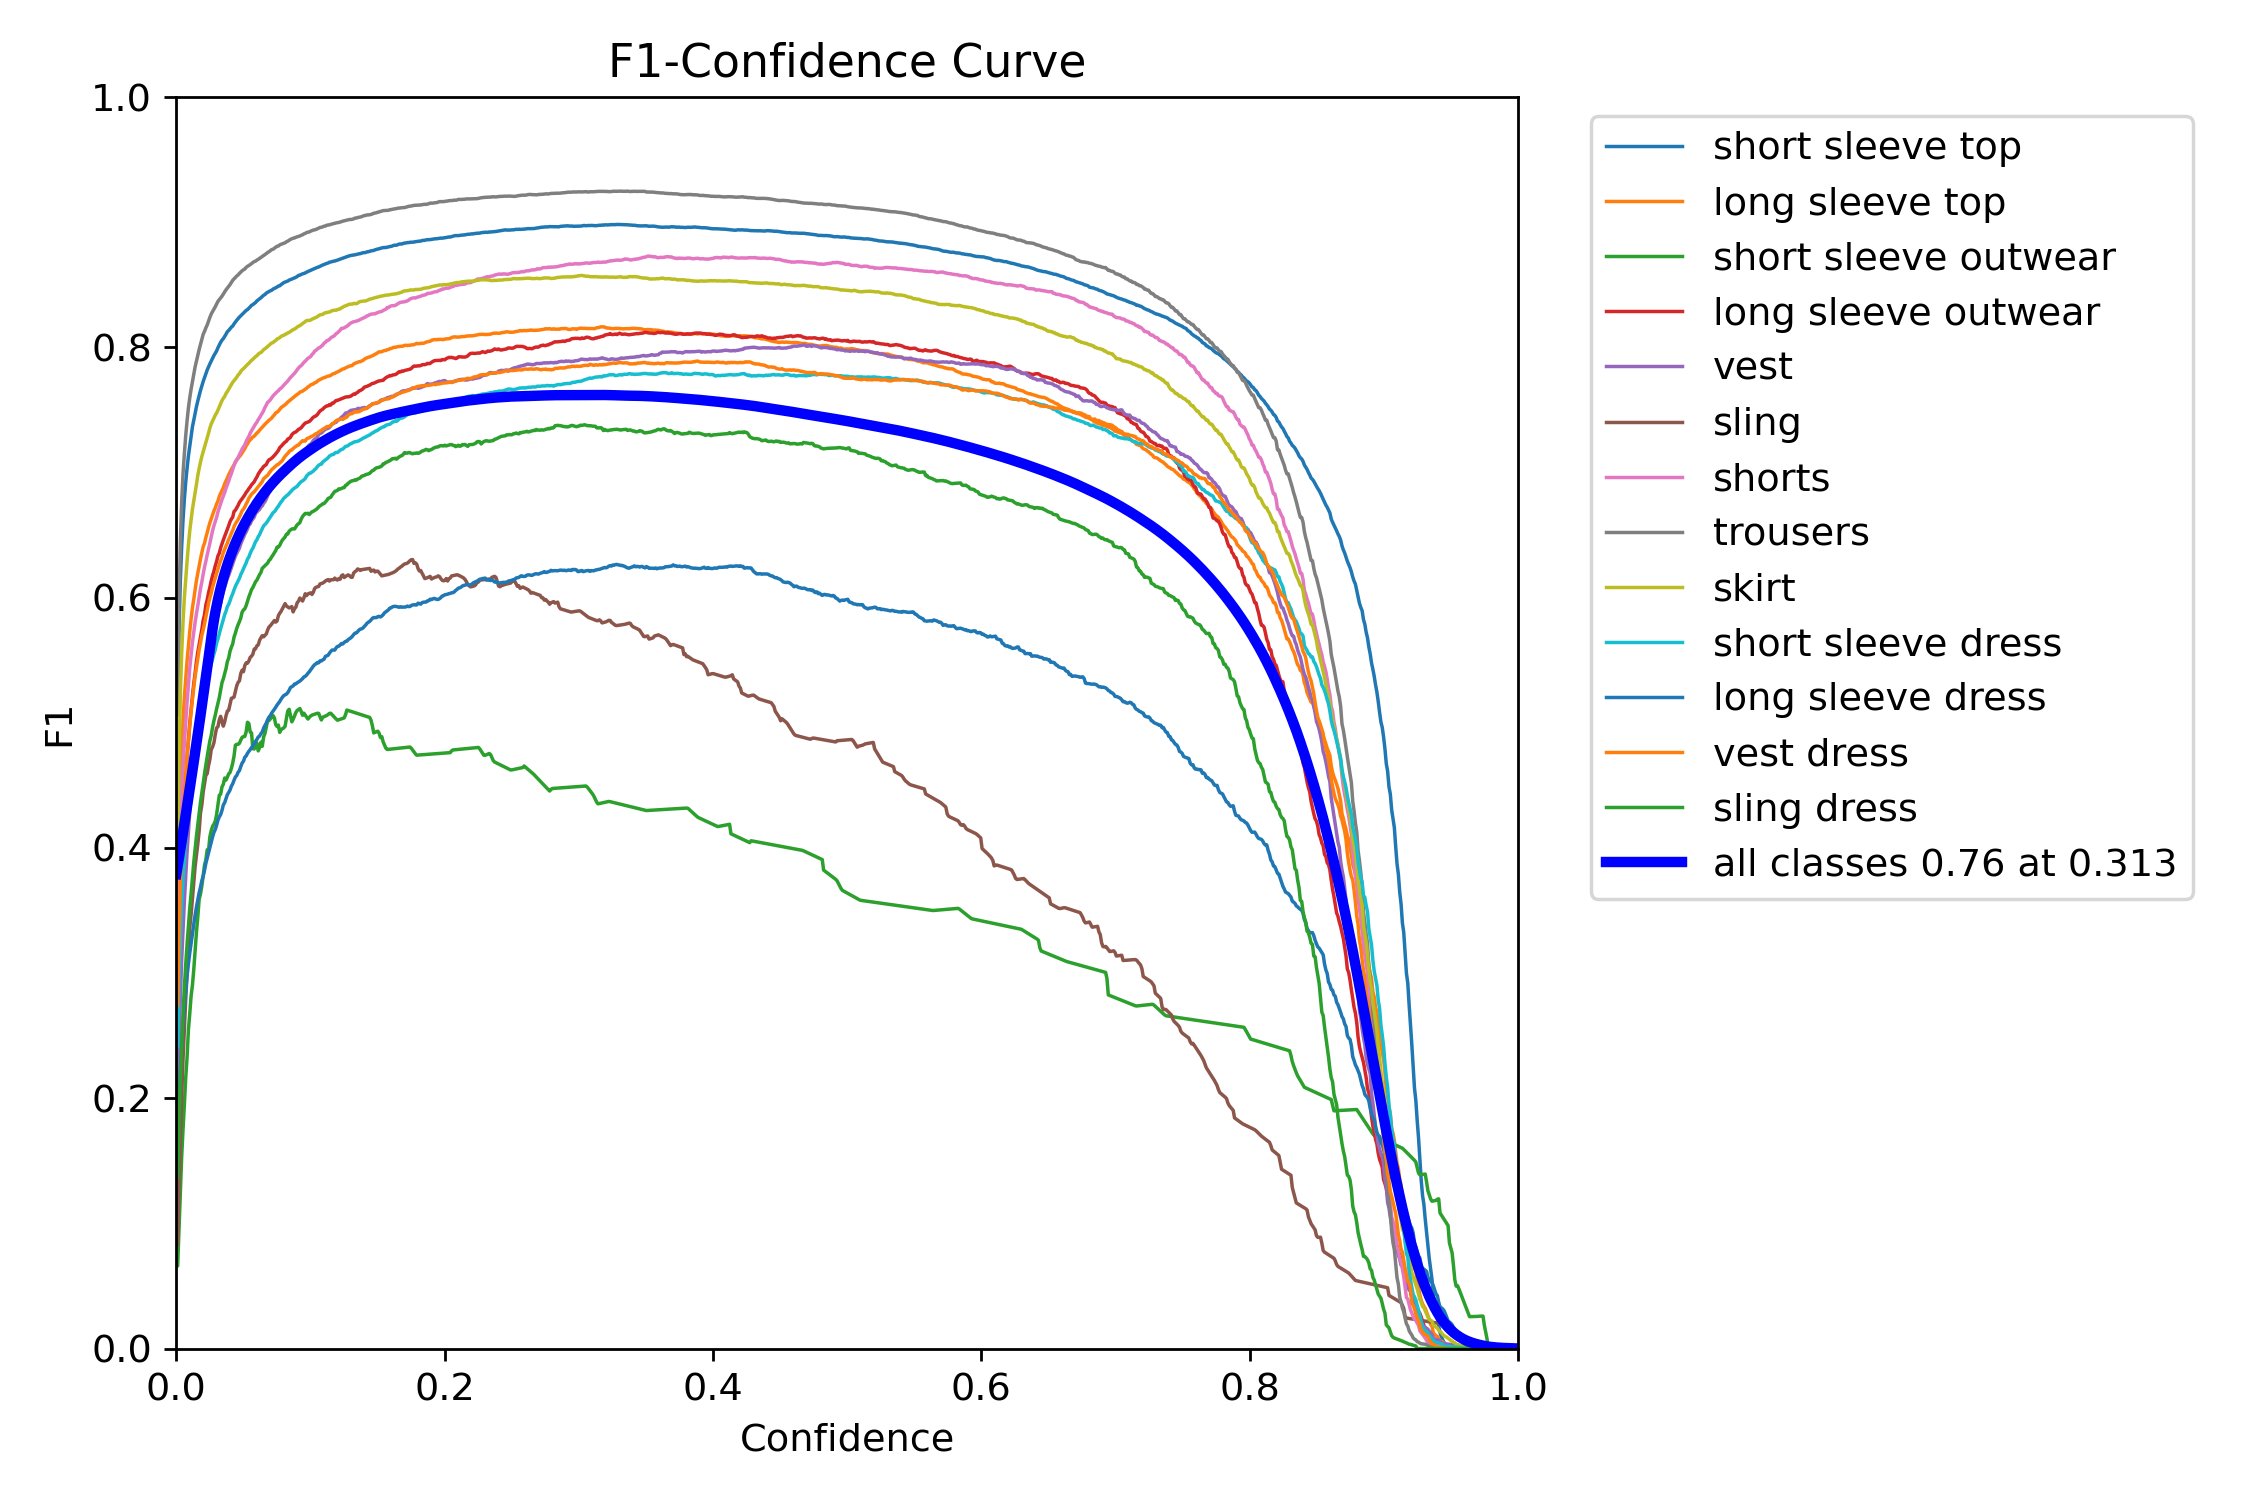 F1-Confidence Curve
1.0
0.8
0.6
0.4
0.2
0.0
F1
0.0 0.2 0.4 0.6 0.8 1.0
Confidence
short sleeve top
long sleeve top
short sleeve outwear
long sleeve outwear
vest
sling
shorts
trousers
skirt
short sleeve dress
long sleeve dress
vest dress
sling dress
all classes 0.76 at 0.313